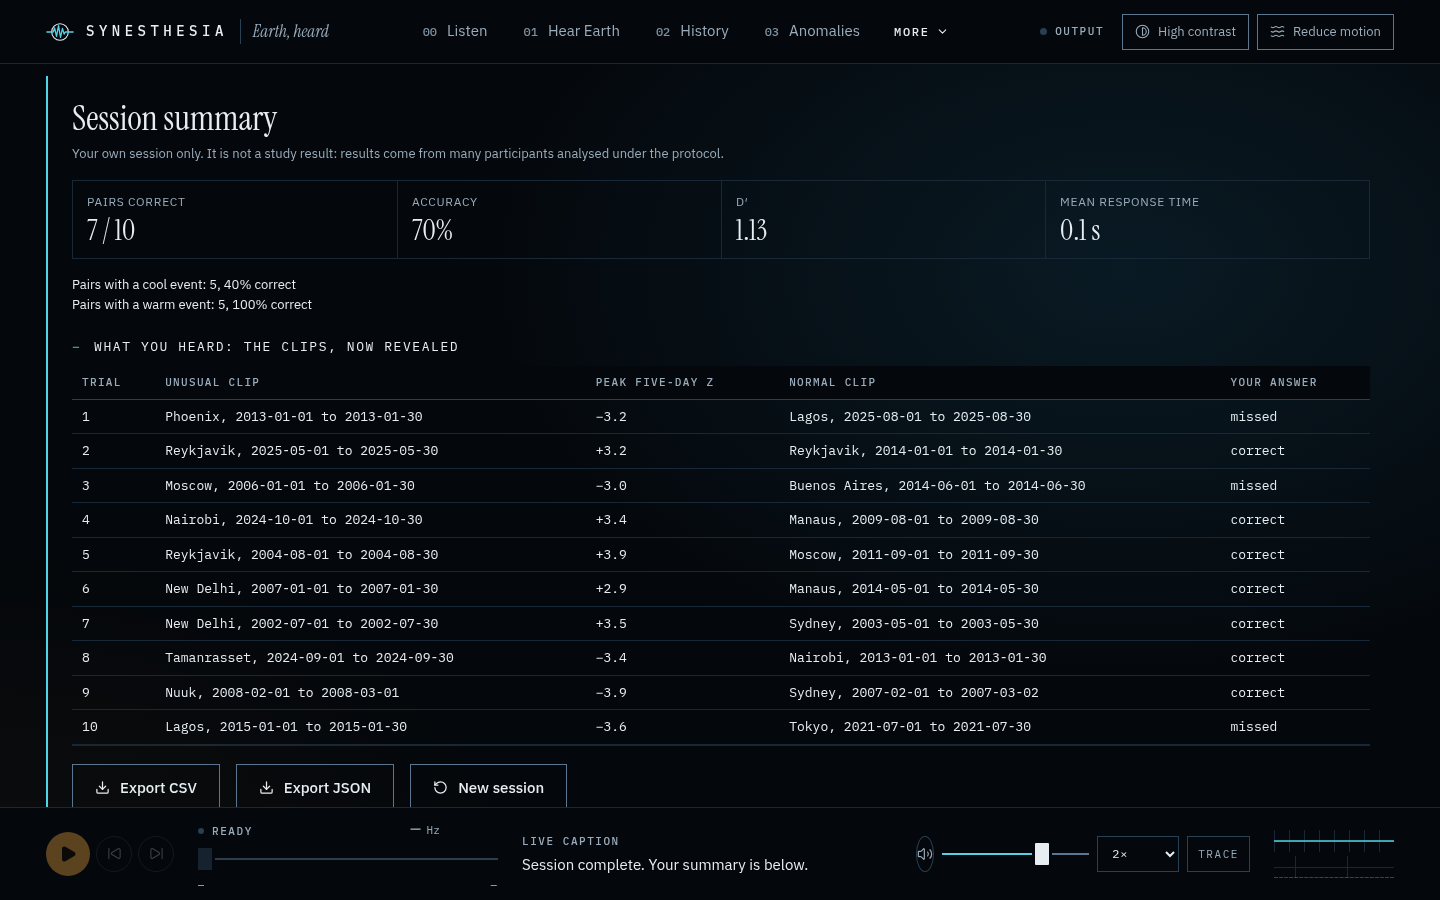 SYNESTHESIA Earth, heard 00 Listen 01 Hear Earth 02 History 03 Anomalies MORE OUTPUT High contrast Reduce motion
Session summary
Your own session only. It is not a study result: results come from many participants analysed under the protocol.
PAIRS CORRECT ACCURACY D′ MEAN RESPONSE TIME
7 / 10 70% 1.13 0.1 s
Pairs with a cool event: 5, 40% correct
Pairs with a warm event: 5, 100% correct
– WHAT YOU HEARD: THE CLIPS, NOW REVEALED
TRIAL UNUSUAL CLIP PEAK FIVE-DAY Z NORMAL CLIP YOUR ANSWER
1 Phoenix, 2013-01-01 to 2013-01-30 −3.2 Lagos, 2025-08-01 to 2025-08-30 missed
2 Reykjavik, 2025-05-01 to 2025-05-30 +3.2 Reykjavik, 2014-01-01 to 2014-01-30 correct
3 Moscow, 2006-01-01 to 2006-01-30 −3.0 Buenos Aires, 2014-06-01 to 2014-06-30 missed
4 Nairobi, 2024-10-01 to 2024-10-30 +3.4 Manaus, 2009-08-01 to 2009-08-30 correct
5 Reykjavik, 2004-08-01 to 2004-08-30 +3.9 Moscow, 2011-09-01 to 2011-09-30 correct
6 New Delhi, 2007-01-01 to 2007-01-30 +2.9 Manaus, 2014-05-01 to 2014-05-30 correct
7 New Delhi, 2002-07-01 to 2002-07-30 +3.5 Sydney, 2003-05-01 to 2003-05-30 correct
8 Tamanrasset, 2024-09-01 to 2024-09-30 −3.4 Nairobi, 2013-01-01 to 2013-01-30 correct
9 Nuuk, 2008-02-01 to 2008-03-01 −3.9 Sydney, 2007-02-01 to 2007-03-02 correct
10 Lagos, 2015-01-01 to 2015-01-30 −3.6 Tokyo, 2021-07-01 to 2021-07-30 missed
Export CSV Export JSON New session
READY — Hz
– –
LIVE CAPTION
Session complete. Your summary is below.
2× TRACE